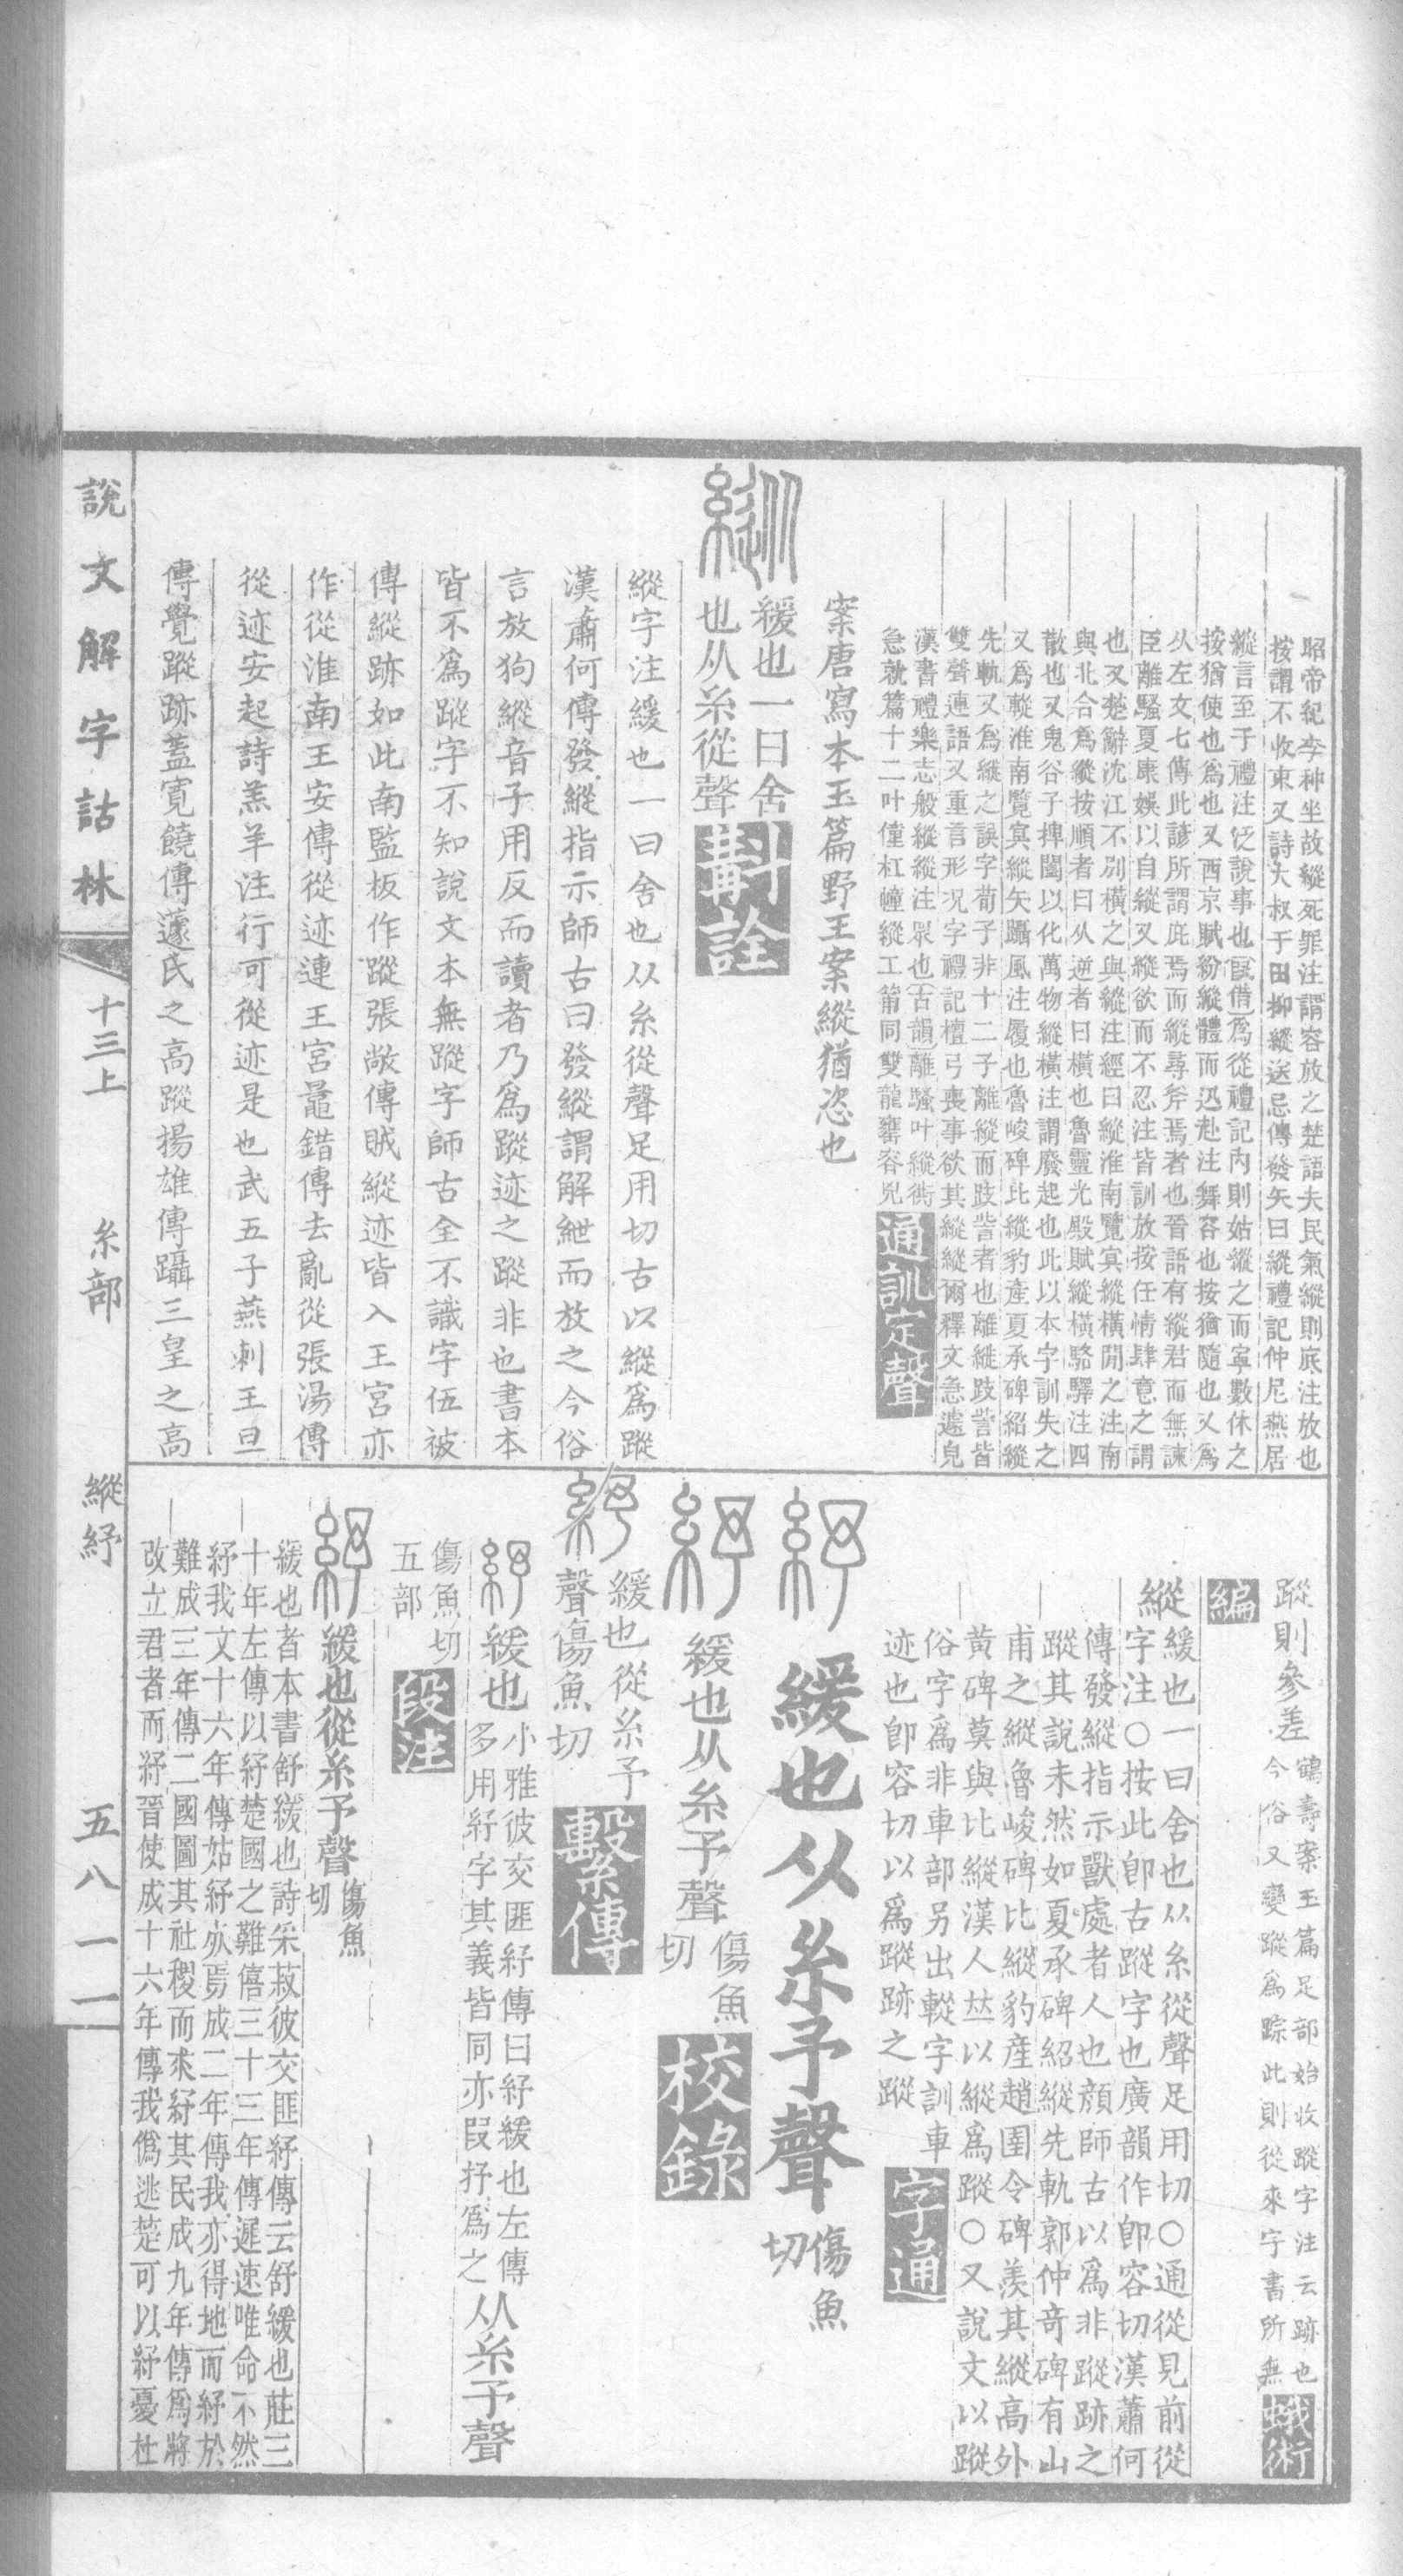 昭帝紀李种坐故縱死罪注謂容放之楚語夫民氣縱則底注放也
按謂不收束又詩大叔于田抑縱送忌傳發矢曰縱禮記仲尼燕居
縱言至于禮注泛說事也叚借爲從禮記內則姑縱之而寧數休之
按猶使也爲也又西京賦紛縱體而迅赴注舞容也按猶隨也又爲
从左文七傳此諺所謂庇焉而縱尋斧焉者也晉語有縱君而無諫
臣離騷夏康娛以自縱又縱欲而不忍注皆訓放按任情肆意之謂
也又楚辭沈江不別橫之與縱注經曰縱淮南覽冥縱橫閒之注南
與北合爲縱按順者曰从逆者曰橫也魯靈光殿賦縱橫駱驛注四
散也又鬼谷子捭闔以化萬物縱橫注謂廢起也此以本字訓失之
又爲轍淮南覽冥縱矢躡風注履也魯峻碑比縱豹產夏承碑紹縱
先軌又爲縰之誤字荀子非十二子離縱而跂訾者也離縰跂訾皆
雙聲連語又重言形況字禮記檀弓喪事欲其縱縱爾釋文急遽皃
漢書禮樂志般縱縱注衆也古韻離騷叶縱衖
急就篇十二叶僮杠幢縱工箾同雙龍罋容凶
通訓定聲
案唐寫本玉篇野王案縱猶恣也
緩也一曰舍
也从糸從聲
斠詮
縱字注緩也一曰舍也从糸從聲足用切古以縱爲蹤
漢蕭何傳發縱指示師古曰發縱謂解紲而放之今俗
言放狗縱音子用反而讀者乃爲蹤迹之蹤非也書本
皆不爲蹤字不知說文本無蹤字師古全不識字伍被
傳縱跡如此南監板作蹤張敞傳賊縱迹皆入王宮亦
作從淮南王安傳從迹連王宮鼂錯傳去亂從張湯傳
從迹安起詩羔羊注行可從迹是也武五子燕剌王旦
傳覺蹤跡蓋寬饒傳蘧氏之高蹤揚雄傳躡三皇之高
蹤則參差
鶴壽案玉篇足部始收蹤字注云跡也
今俗又變蹤爲踪此則從來字書所無
蛾術
編
縱
緩也一曰舍也从糸從聲足用切○通從見前從
字注○按此卽古蹤字也廣韻作卽容切漢蕭何
傳發縱指示獸處者人也顏師古以爲非蹤跡之
蹤其說未然如夏承碑紹縱先軌郭仲奇碑有山
甫之縱魯峻碑比縱豹產趙圉令碑羨其縱高外
黃碑莫與比縱漢人𠀤以縱爲蹤○又說文以蹤
俗字爲非車部另出䡮字訓車
迹也卽容切以爲蹤跡之蹤
字通
緩也从糸予聲
傷魚
切
緩也从糸予聲
傷魚
切
校錄
緩也從糸予
聲傷魚切
繫傳
緩也
小雅彼交匪紓傳曰紓緩也左傳
多用紓字其義皆同亦叚抒爲之
从糸予聲
傷魚切
五部
段注
緩也從糸予聲
傷魚
切
緩也者本書舒緩也詩采菽彼交匪紓傳云舒緩也莊三
十年左傳以紓楚國之難僖三十三年傳遲速唯命不然
紓我文十六年傳姑紓亦焉成二年傳我亦得地而紓於
難成三年傳二國圖其社稷而求紓其民成九年傳爲將
改立君者而紓晉使成十六年傳我僞逃楚可以紓憂杜
說文解字詁林
十三上
糸部
縱紓
五八一一